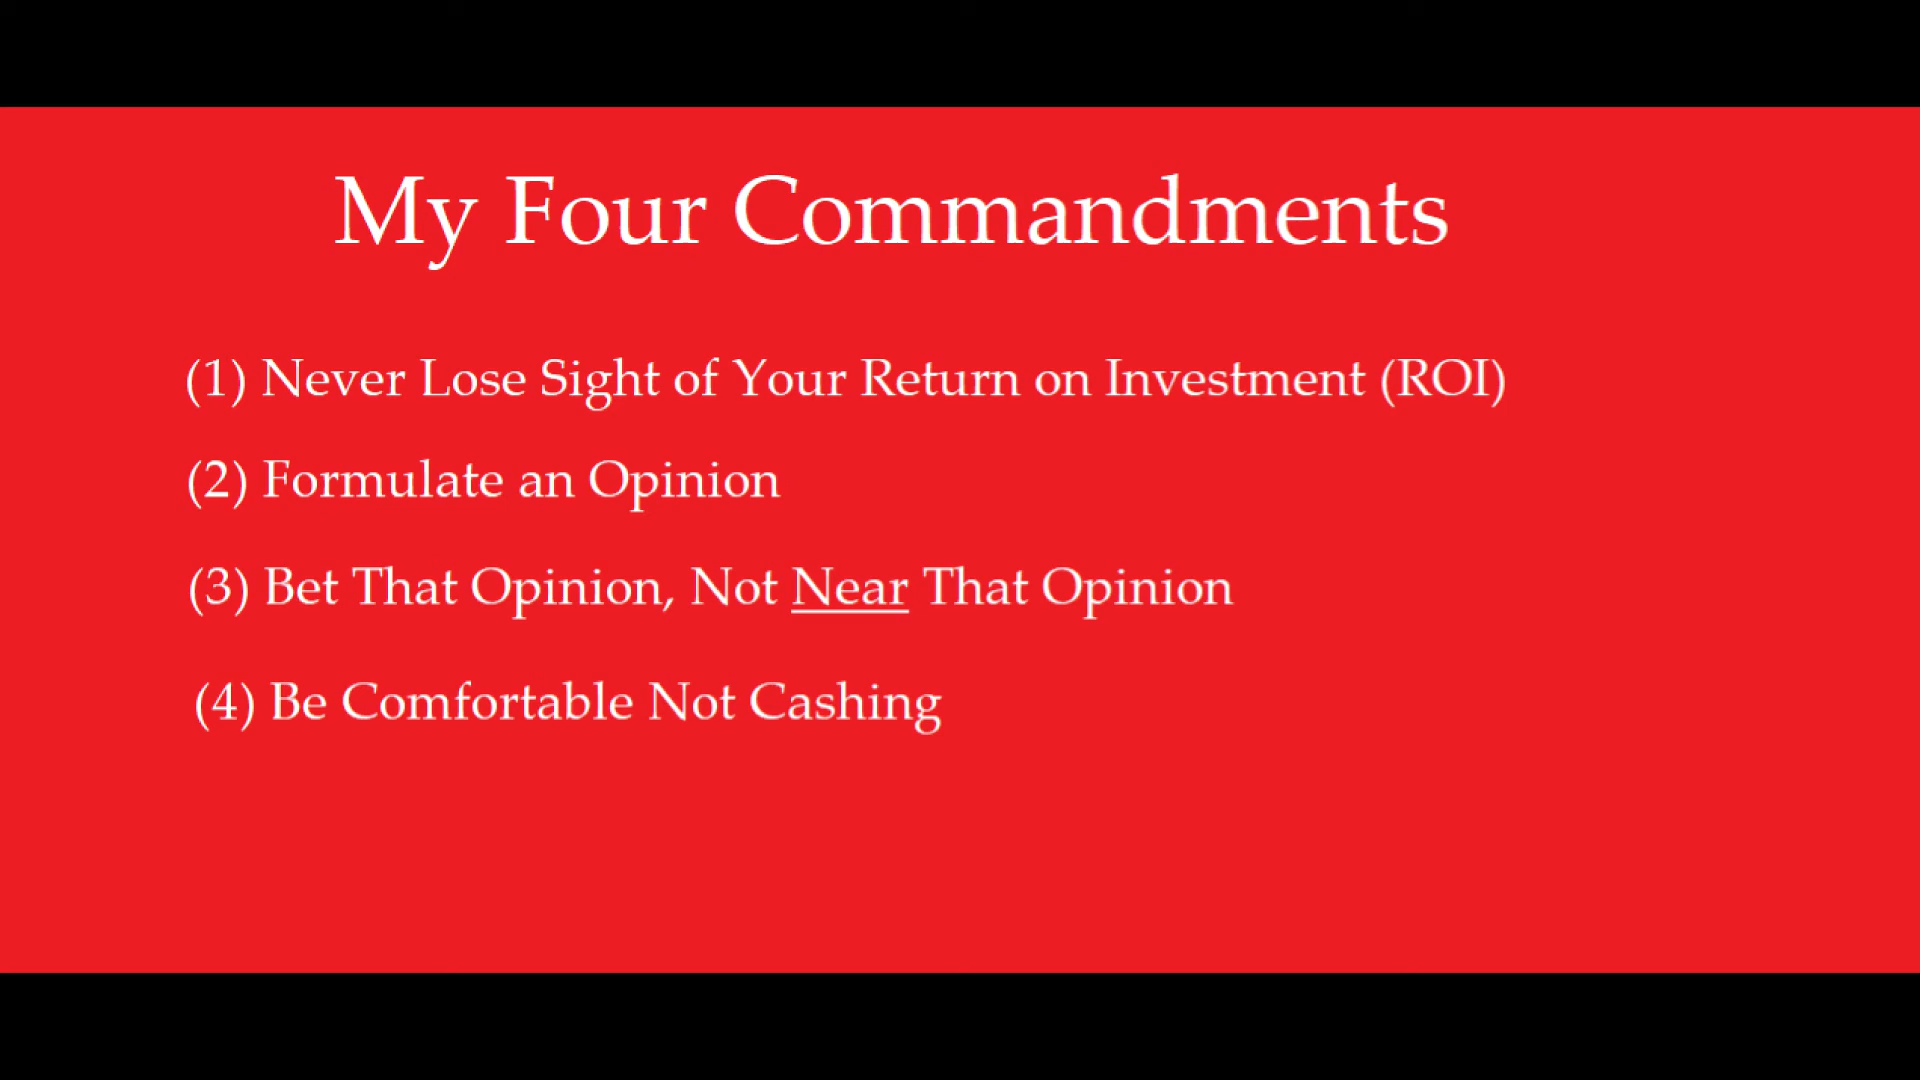 My Four Commandments
(1) Never Lose Sight of Your Return on Investment (ROI)
(2) Formulate an Opinion
(3) Bet That Opinion, Not Near That Opinion
(4) Be Comfortable Not Cashing